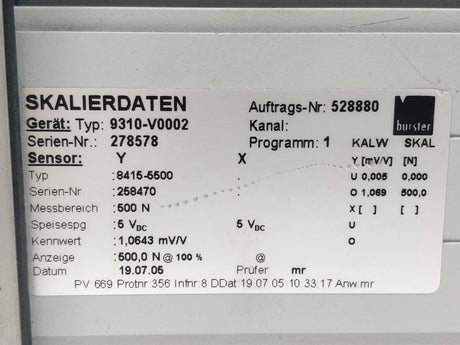 SKALIERDATEN Auftrags-Nr: 528880 burster
Gerät: Typ: 9310-V0002 Kanal:
Serien-Nr.: 278578 Programm: 1 KALW SKAL
Sensor: Y X Y [mV/V] [N]
Typ :8415-5500 U 0,005 0,000
Serien-Nr :258470 O 1,069 500,0
Messbereich :500 N X [ ] [ ]
Speisespg. :5 VDC 5 VDC U
Kennwert :1,0643 mV/V O
Anzeige :500,0 N @ 100 % @
Datum 19.07.05 Prüfer mr
PV:669 Protnr:356 Infnr:8 DDat:19.07.05 10:33:17 Anw:mr